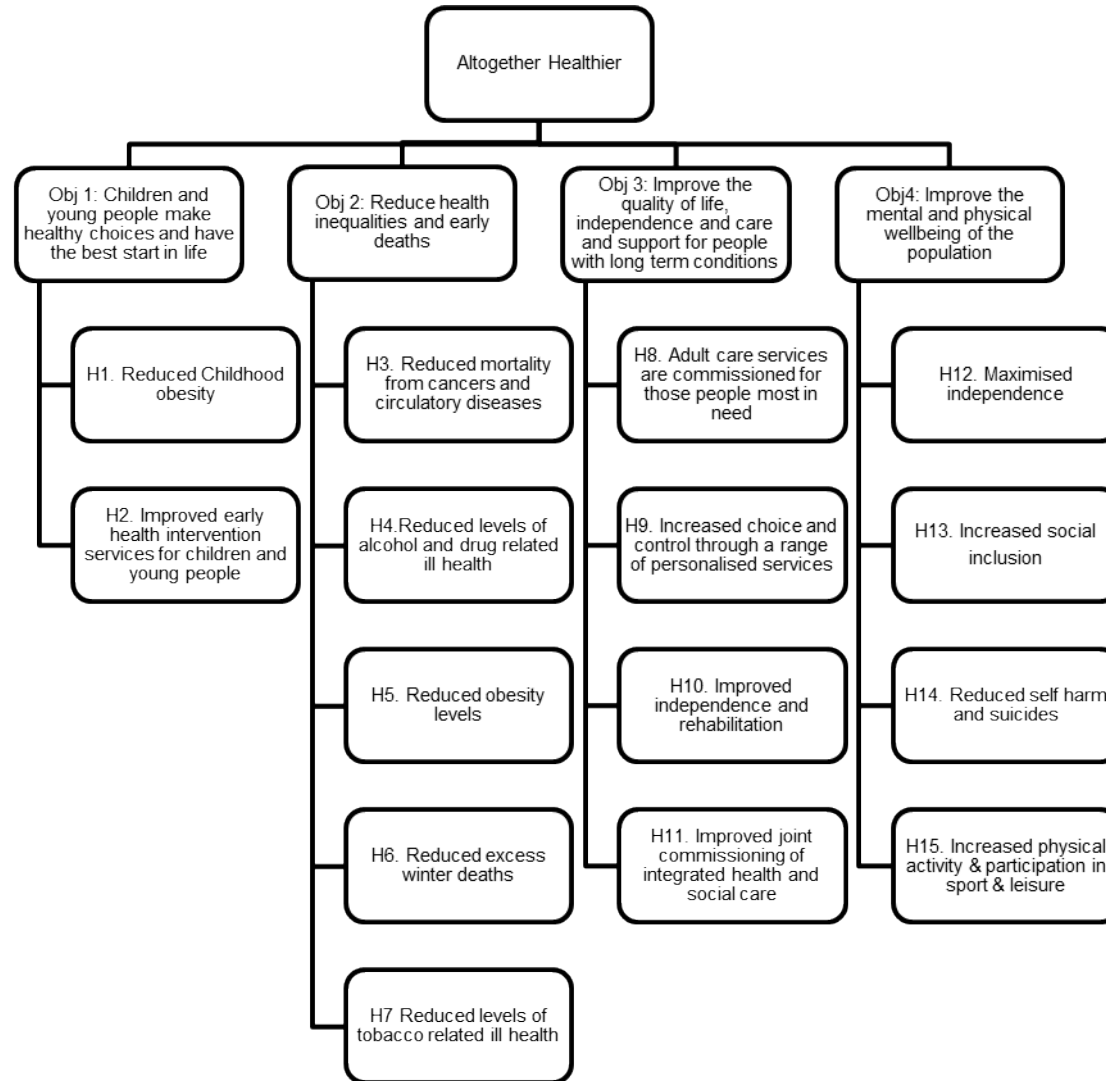 Altogether Healthier
Obj 1: Children and
young people make
healthy choices and have
the best start in life
H1. Reduced Childhood
obesity
H2. Improved early
health intervention
services for children and
young people
Obj 2: Reduce health
inequalities and early
deaths
H3. Reduced mortality
from cancers and
circulatory diseases
H4.Reduced levels of
alcohol and drug related
ill health
H5. Reduced obesity
levels
H6. Reduced excess
winter deaths
H7 Reduced levels of
tobacco related ill health
Obj 3: Improve the
quality of life,
independence and care
and support for people
with long term conditions
H8. Adult care services
are commissioned for
those people most in
need
H9. Increased choice and
control through a range
of personalised services
H10. Improved
independence and
rehabilitation
H11. Improved joint
commissioning of
integrated health and
social care
Obj4: Improve the
mental and physical
wellbeing of the
population
H12. Maximised
independence
H13. Increased social
inclusion
H14. Reduced self harm
and suicides
H15. Increased physical
activity & participation in
sport & leisure